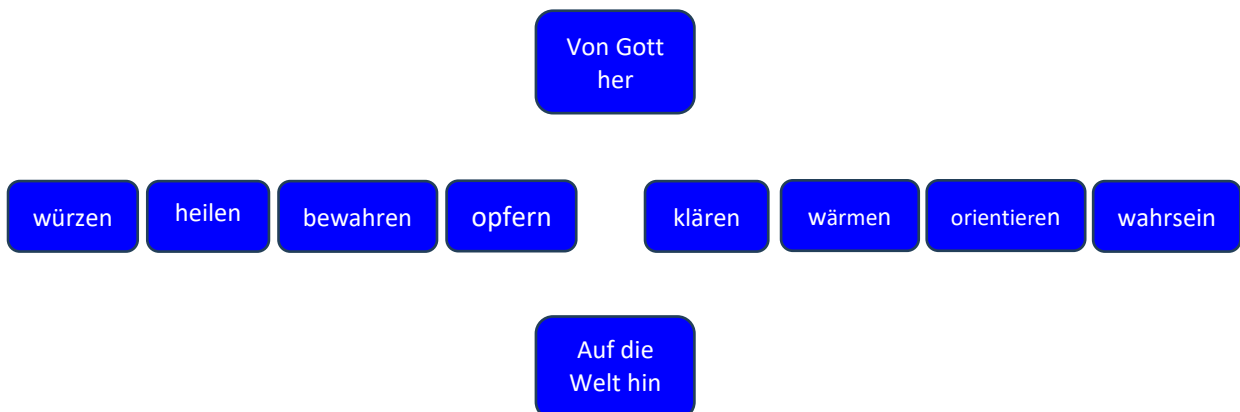 Von Gott
her
würzen
heilen
bewahren
opfern
klären
wärmen
orientieren
wahrsein
Auf die
Welt hin